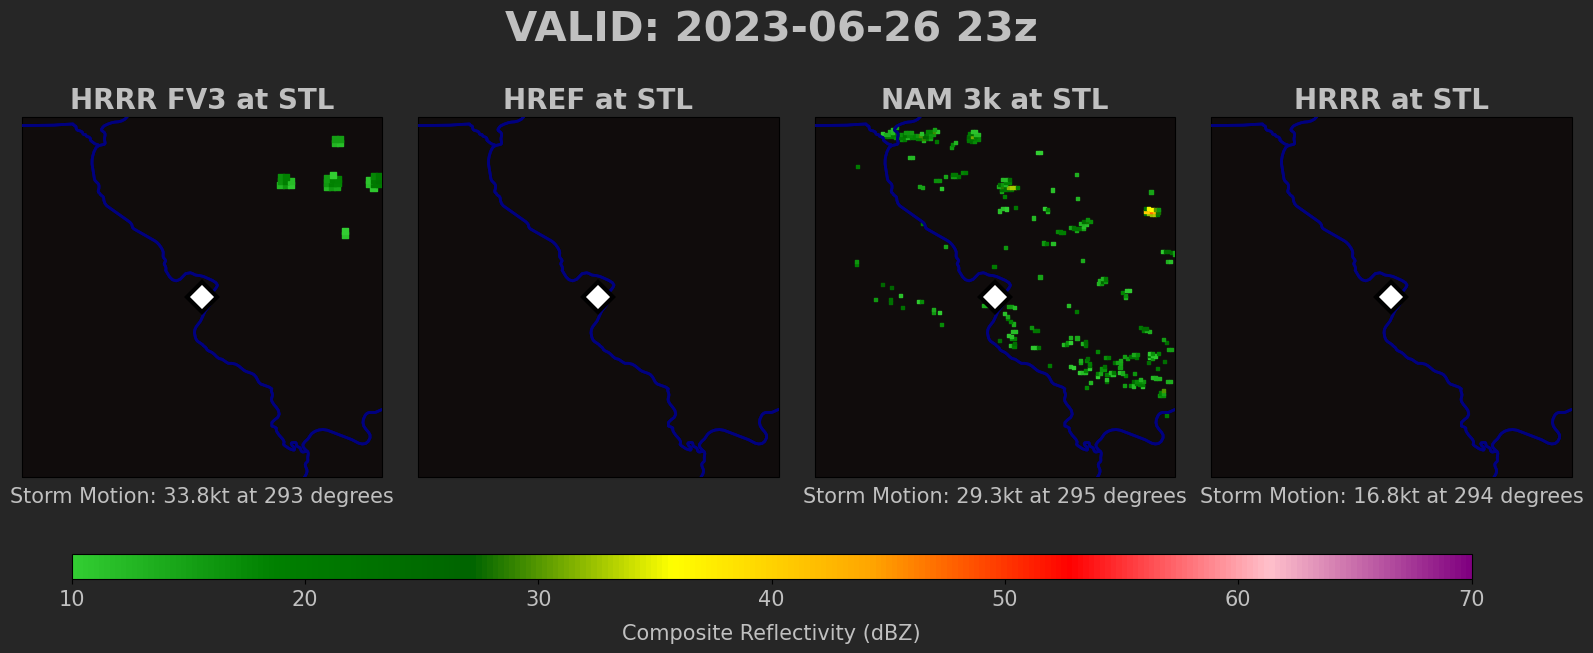 VALID: 2023-06-26 23z
HRRR FV3 at STL
HREF at STL
NAM 3k at STL
HRRR at STL
Storm Motion: 33.8kt at 293 degrees
Storm Motion: 29.3kt at 295 degrees
Storm Motion: 16.8kt at 294 degrees
10 20 30 40 50 60 70
Composite Reflectivity (dBZ)